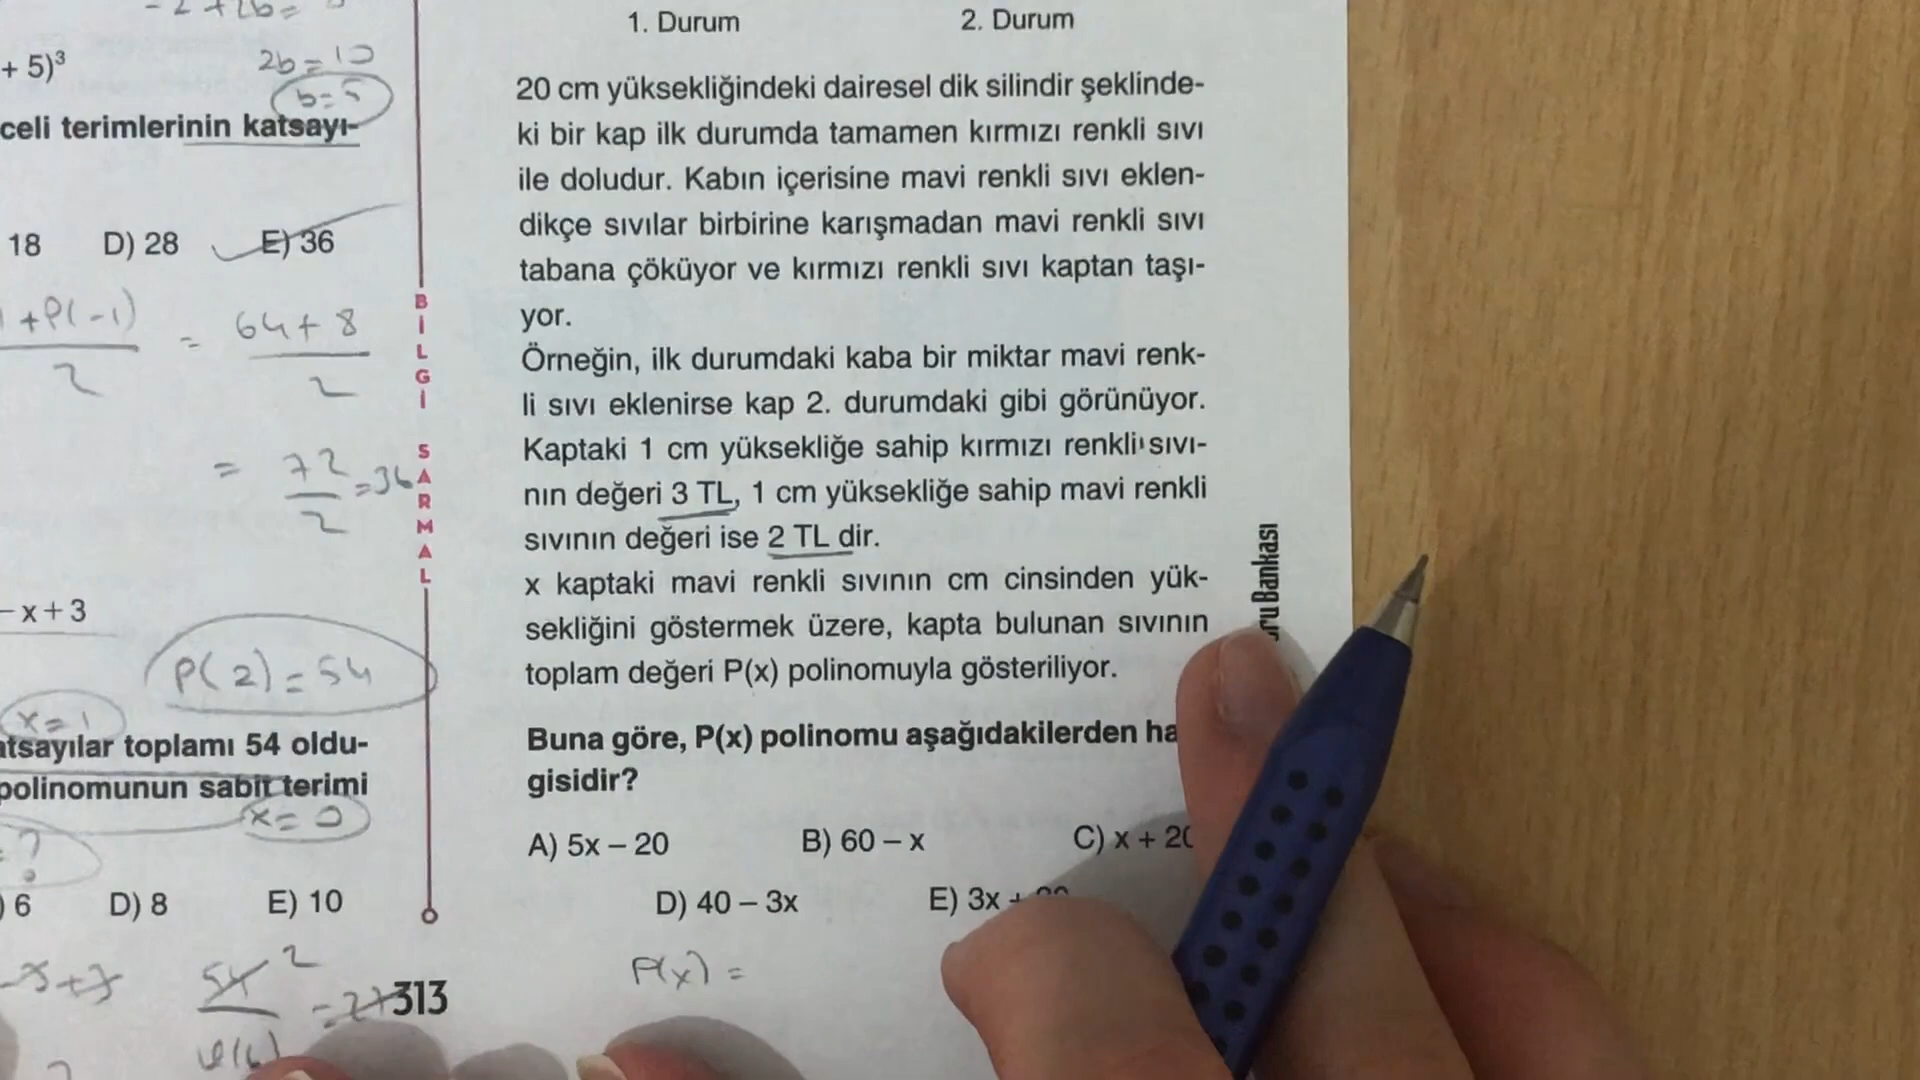 + 5)³
2b = 10
b = 5
celi terimlerinin katsayı-
18 D) 28 E) 36
+P(-1)
2
= 64 + 8
2
= 72
2
= 36
-x + 3
P(2) = 54
x = 1
atsayılar toplamı 54 oldu-
polinomunun sabit terimi
x = 0
= ?
) 6 D) 8 E) 10
313
BİLGİ SARMAL
1. Durum 2. Durum
20 cm yüksekliğindeki dairesel dik silindir şeklinde-
ki bir kap ilk durumda tamamen kırmızı renkli sıvı
ile doludur. Kabın içerisine mavi renkli sıvı eklen-
dikçe sıvılar birbirine karışmadan mavi renkli sıvı
tabana çöküyor ve kırmızı renkli sıvı kaptan taşı-
yor.
Örneğin, ilk durumdaki kaba bir miktar mavi renk-
li sıvı eklenirse kap 2. durumdaki gibi görünüyor.
Kaptaki 1 cm yüksekliğe sahip kırmızı renkli sıvı-
nın değeri 3 TL, 1 cm yüksekliğe sahip mavi renkli
sıvının değeri ise 2 TL dir.
x kaptaki mavi renkli sıvının cm cinsinden yük-
sekliğini göstermek üzere, kapta bulunan sıvının
toplam değeri P(x) polinomuyla gösteriliyor.
Buna göre, P(x) polinomu aşağıdakilerden ha
gisidir?
A) 5x – 20 B) 60 – x C) x + 20
D) 40 – 3x E) 3x +
P(x) =
ru Bankası